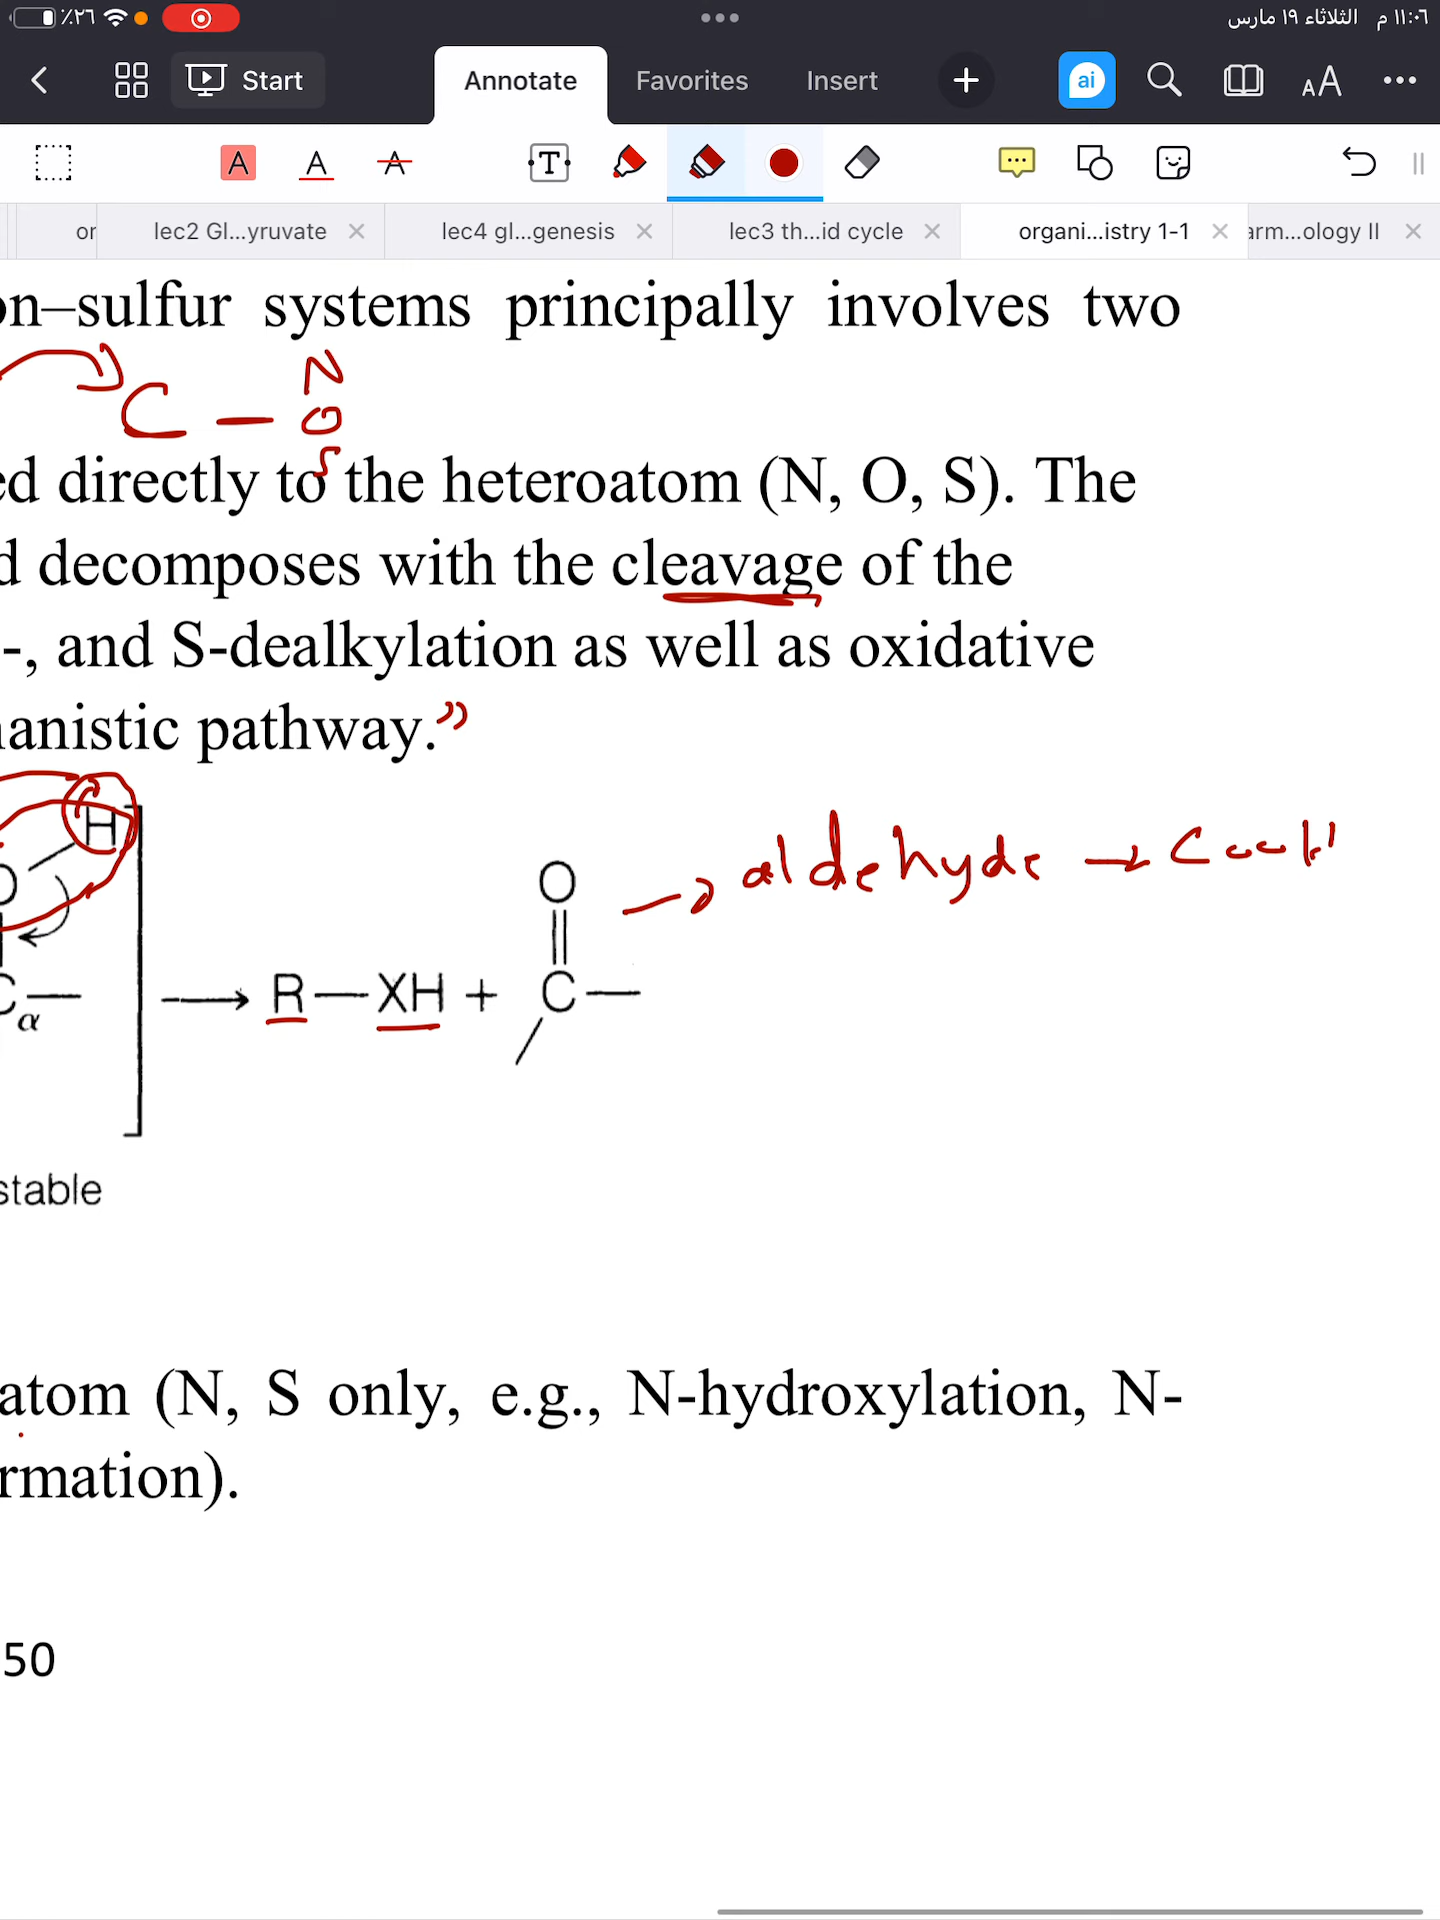 ٪٢٦ ١١:٠٦ م الثلاثاء ١٩ مارس
Start Annotate Favorites Insert ai AA
A A A T
or lec2 Gl...yruvate lec4 gl...genesis lec3 th...id cycle organi...istry 1-1 arm...ology II
on–sulfur systems principally involves two
N
C – O
S
ed directly to the heteroatom (N, O, S). The
d decomposes with the cleavage of the
-, and S-dealkylation as well as oxidative
anistic pathway.”
H
O O → aldehyde → CooH
C— α → R—XH + C—
stable
atom (N, S only, e.g., N-hydroxylation, N-
rmation).
50